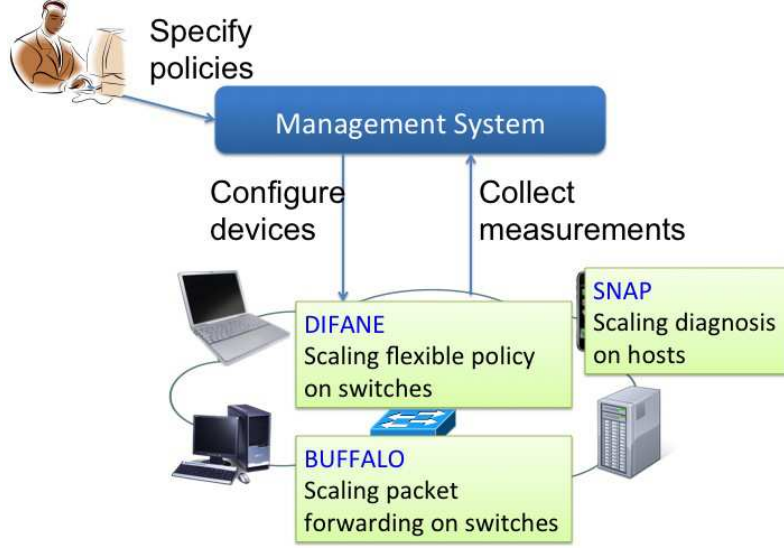 Specify
policies
Management System
Configure
devices
Collect
measurements
SNAP
Scaling diagnosis
on hosts
DIFANE
Scaling flexible policy
on switches
BUFFALO
Scaling packet
forwarding on switches